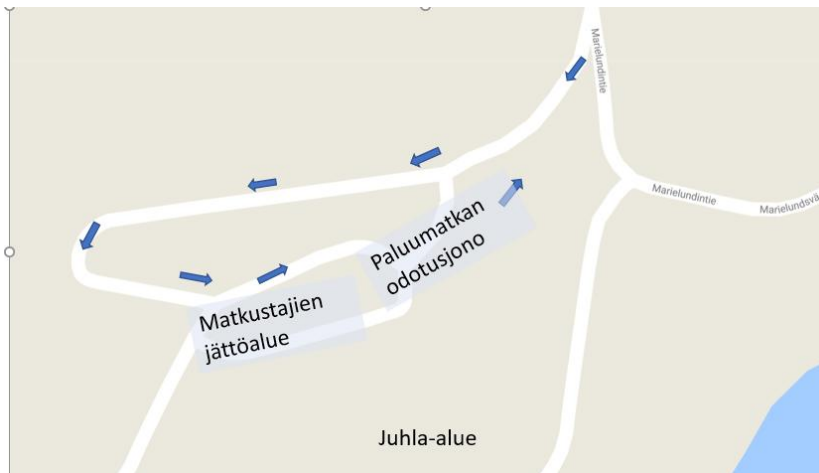 Marielundintie
Marielundintie
Marielundsvä
Paluumatkan
odotusjono
Matkustajien
jättöalue
Juhla-alue